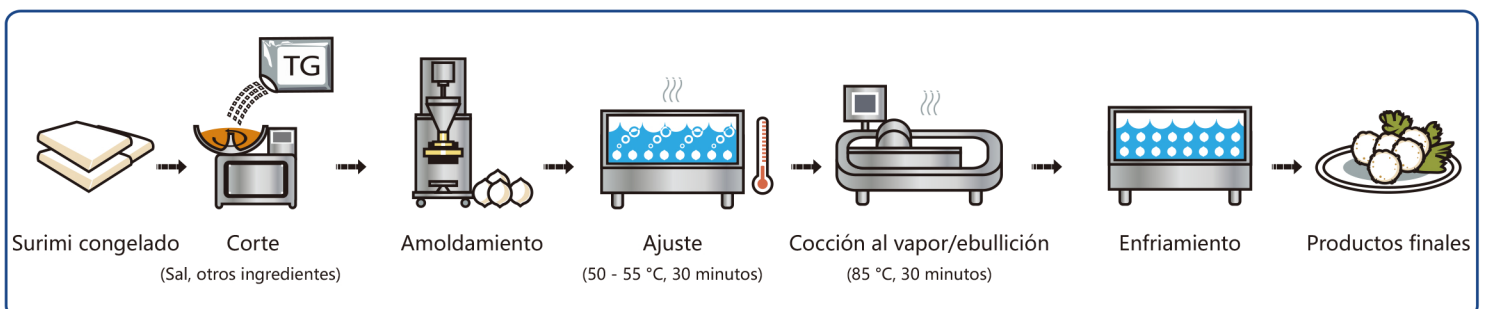 TG
Surimi congelado
Corte
(Sal, otros ingredientes)
Amoldamiento
Ajuste
(50 - 55 °C, 30 minutos)
Cocción al vapor/ebullición
(85 °C, 30 minutos)
Enfriamiento
Productos finales